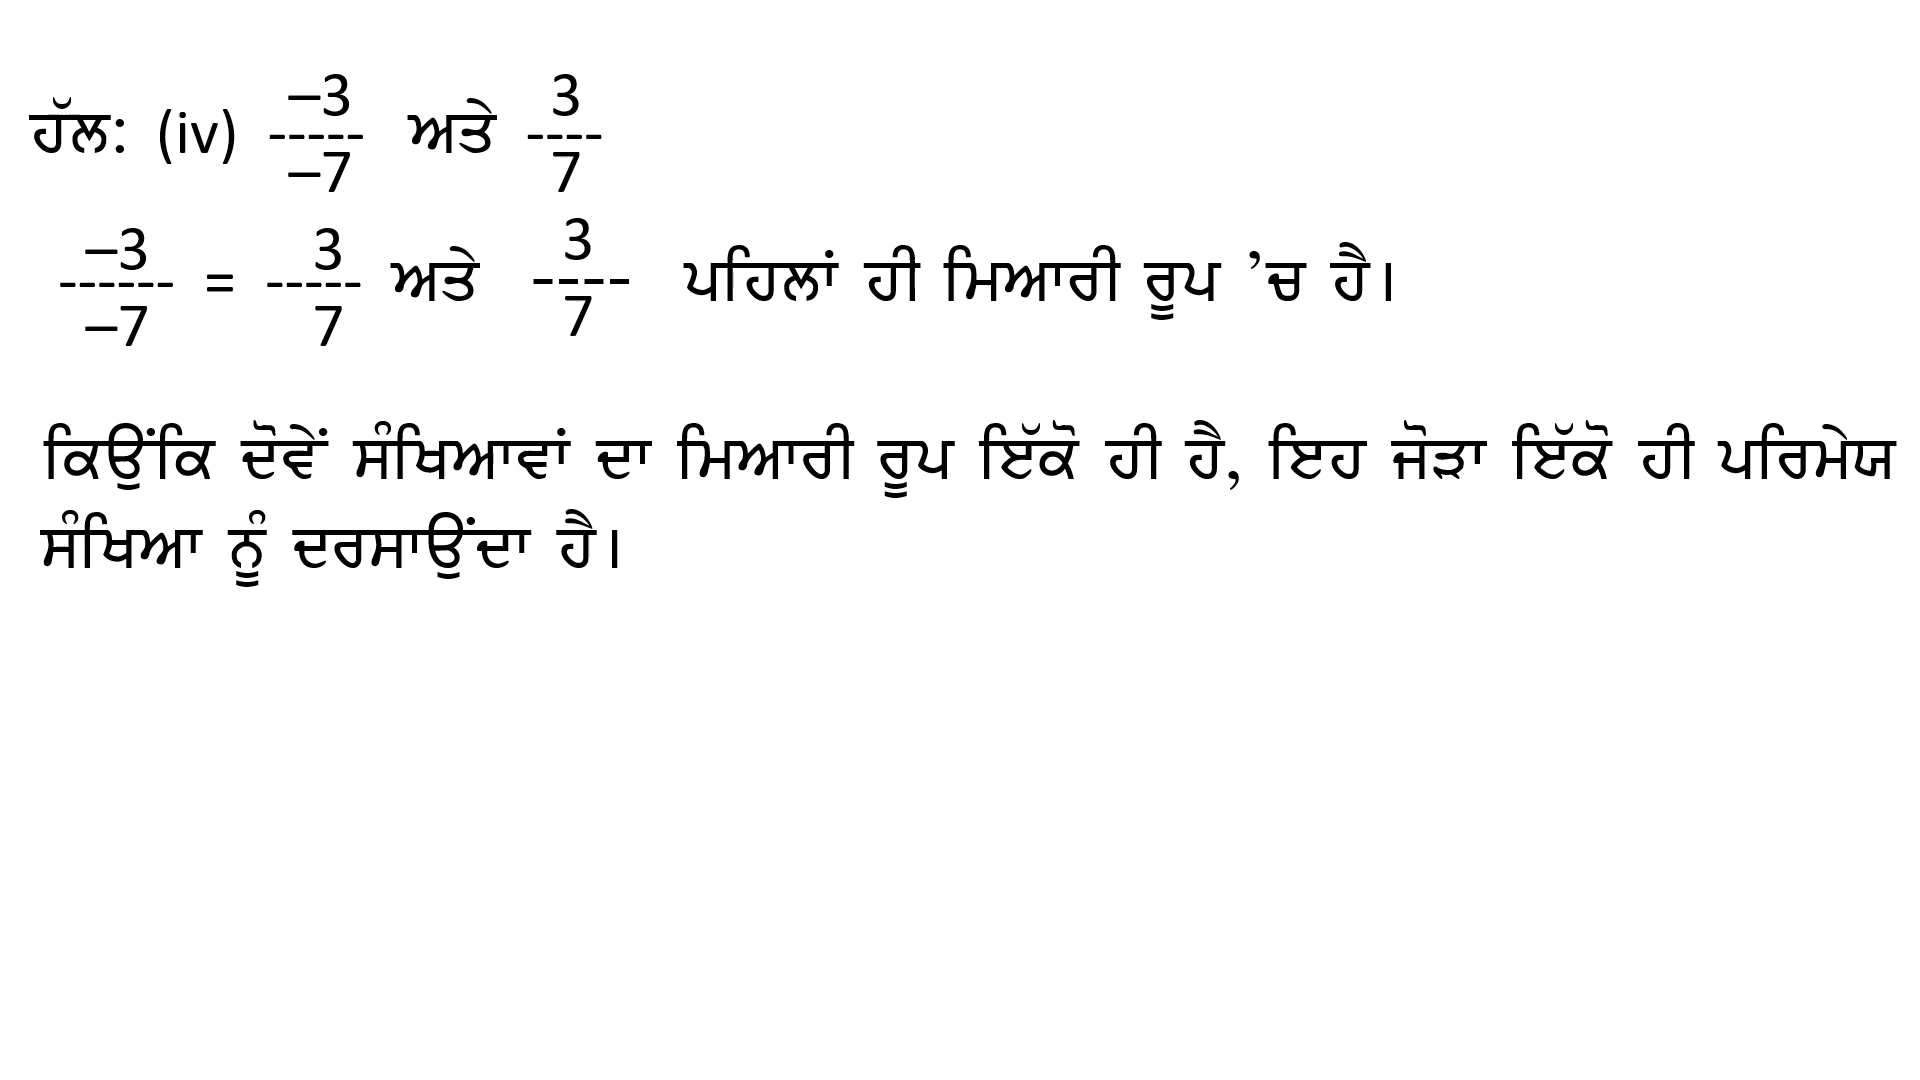 –3 3
ਹੱਲ: (iv) ----- ਅਤੇ ----
–7 7
–3 3 3
------ = ----- ਅਤੇ ---- ਪਹਿਲਾਂ ਹੀ ਮਿਆਰੀ ਰੂਪ ’ਚ ਹੈ।
–7 7 7
ਕਿਉਂਕਿ ਦੋਵੇਂ ਸੰਖਿਆਵਾਂ ਦਾ ਮਿਆਰੀ ਰੂਪ ਇੱਕੋ ਹੀ ਹੈ, ਇਹ ਜੋੜਾ ਇੱਕੋ ਹੀ ਪਰਿਮੇਯ
ਸੰਖਿਆ ਨੂੰ ਦਰਸਾਉਂਦਾ ਹੈ।